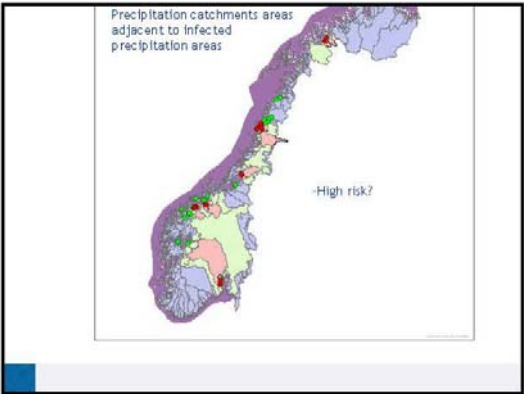 Precipitation catchments areas
adjacent to infected
precipitation areas
-High risk?